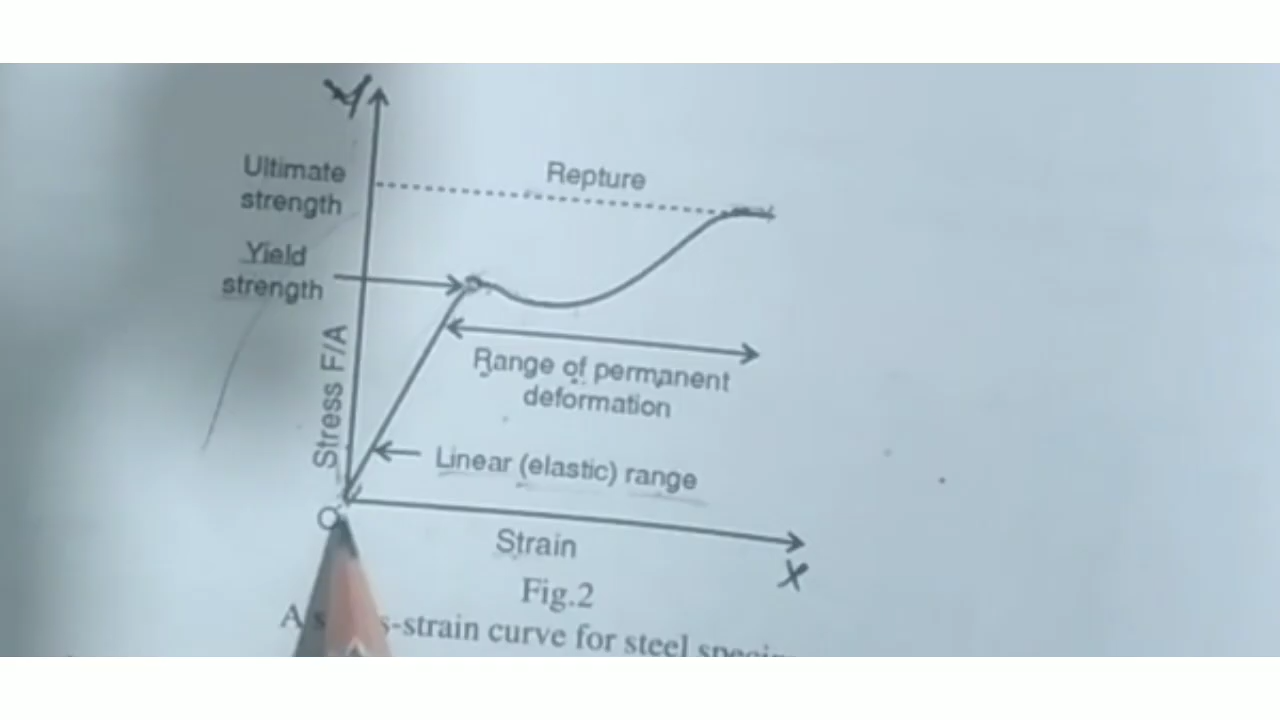 Y
Ultimate
strength
Repture
Yield
strength
Stress F/A
Range of permanent
deformation
Linear (elastic) range
O
Strain
X
Fig.2
A -strain curve for steel